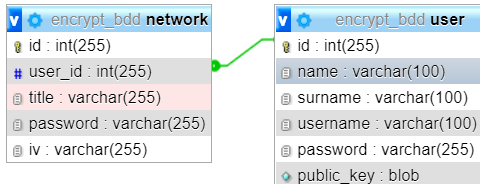 encrypt_bdd network
id : int(255)
user_id : int(255)
title : varchar(255)
password : varchar(255)
iv : varchar(255)
encrypt_bdd user
id : int(255)
name : varchar(100)
surname : varchar(100)
username : varchar(100)
password : varchar(255)
public_key : blob